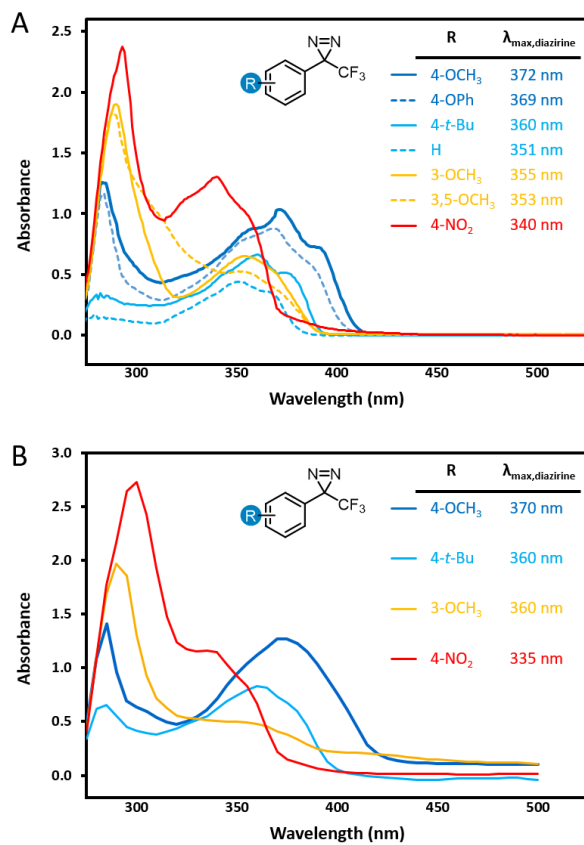 A
R λmax,diazirine
4-OCH3 372 nm
4-OPh 369 nm
4-t-Bu 360 nm
H 351 nm
3-OCH3 355 nm
3,5-OCH3 353 nm
4-NO2 340 nm
N=N
R
CF3
Absorbance
2.5
2.0
1.5
1.0
0.5
0.0
300 350 400 450 500
Wavelength (nm)
B
R λmax,diazirine
4-OCH3 370 nm
4-t-Bu 360 nm
3-OCH3 360 nm
4-NO2 335 nm
N=N
R
CF3
Absorbance
3.0
2.5
2.0
1.5
1.0
0.5
0.0
300 350 400 450 500
Wavelength (nm)